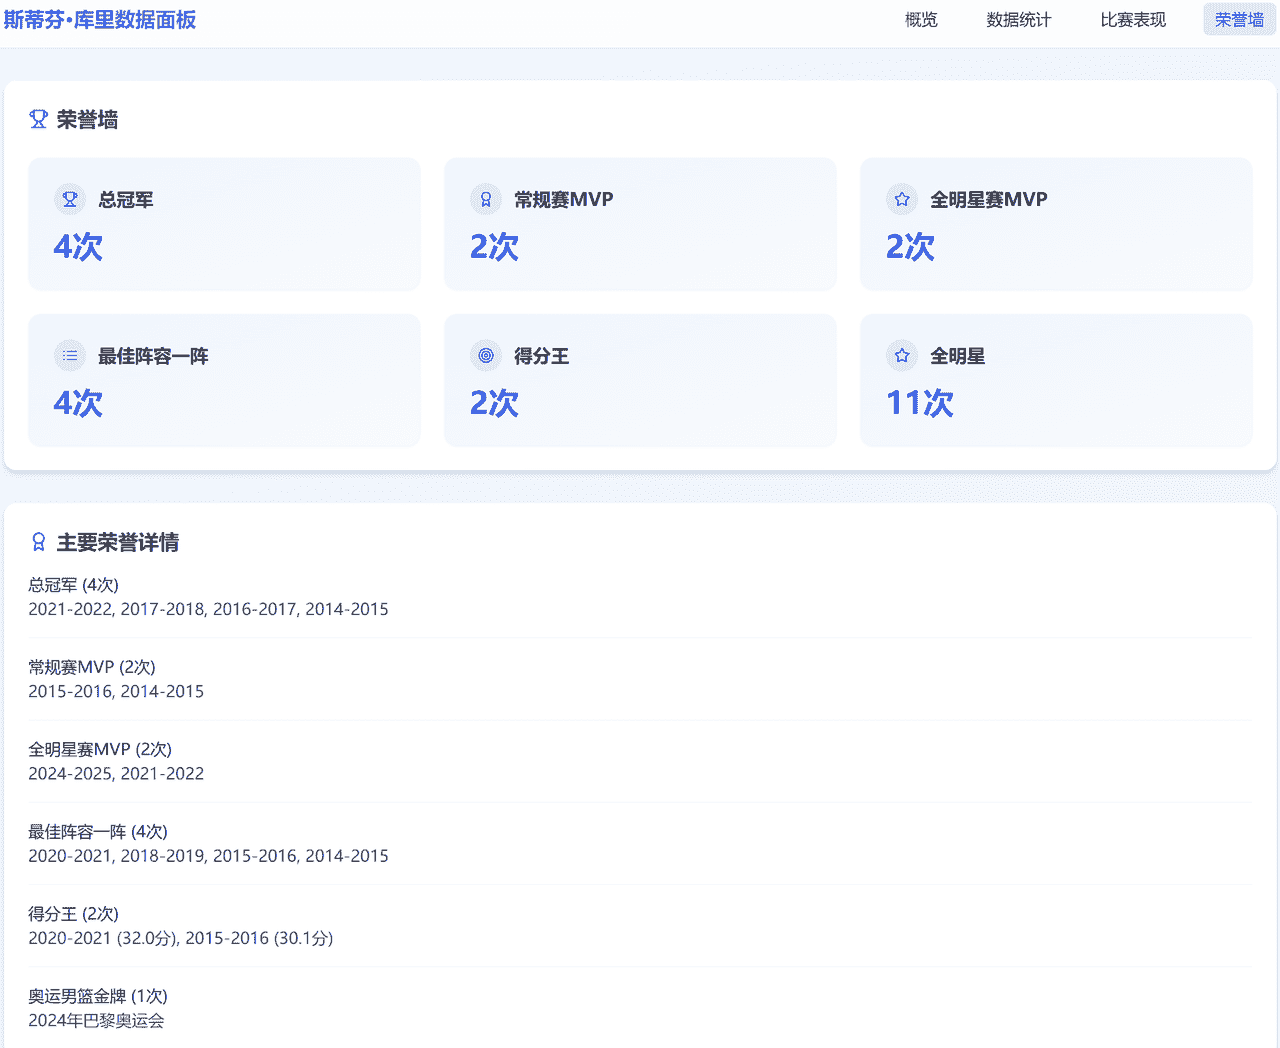 斯蒂芬·库里数据面板
概览
数据统计
比赛表现
荣誉墙
荣誉墙
总冠军
4次
常规赛MVP
2次
全明星赛MVP
2次
最佳阵容一阵
4次
得分王
2次
全明星
11次
主要荣誉详情
总冠军 (4次)
2021-2022, 2017-2018, 2016-2017, 2014-2015
常规赛MVP (2次)
2015-2016, 2014-2015
全明星赛MVP (2次)
2024-2025, 2021-2022
最佳阵容一阵 (4次)
2020-2021, 2018-2019, 2015-2016, 2014-2015
得分王 (2次)
2020-2021 (32.0分), 2015-2016 (30.1分)
奥运男篮金牌 (1次)
2024年巴黎奥运会